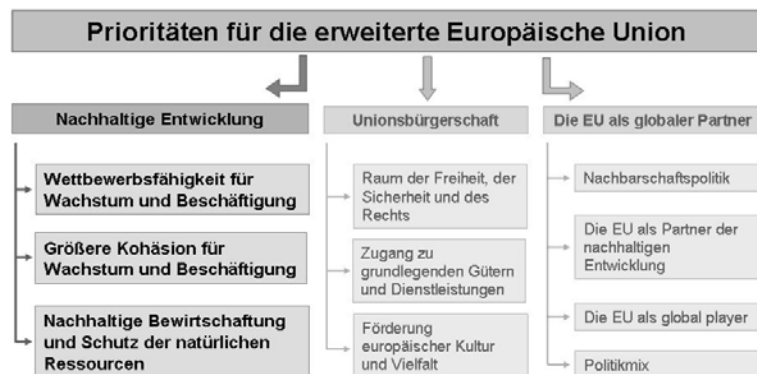 Prioritäten für die erweiterte Europäische Union
Nachhaltige Entwicklung
Wettbewerbsfähigkeit für
Wachstum und Beschäftigung
Größere Kohäsion für
Wachstum und Beschäftigung
Nachhaltige Bewirtschaftung
und Schutz der natürlichen
Ressourcen
Unionsbürgerschaft
Raum der Freiheit, der
Sicherheit und des
Rechts
Zugang zu
grundlegenden Gütern
und Dienstleistungen
Förderung
europäischer Kultur
und Vielfalt
Die EU als globaler Partner
Nachbarschaftspolitik
Die EU als Partner der
nachhaltigen
Entwicklung
Die EU als global player
Politikmix